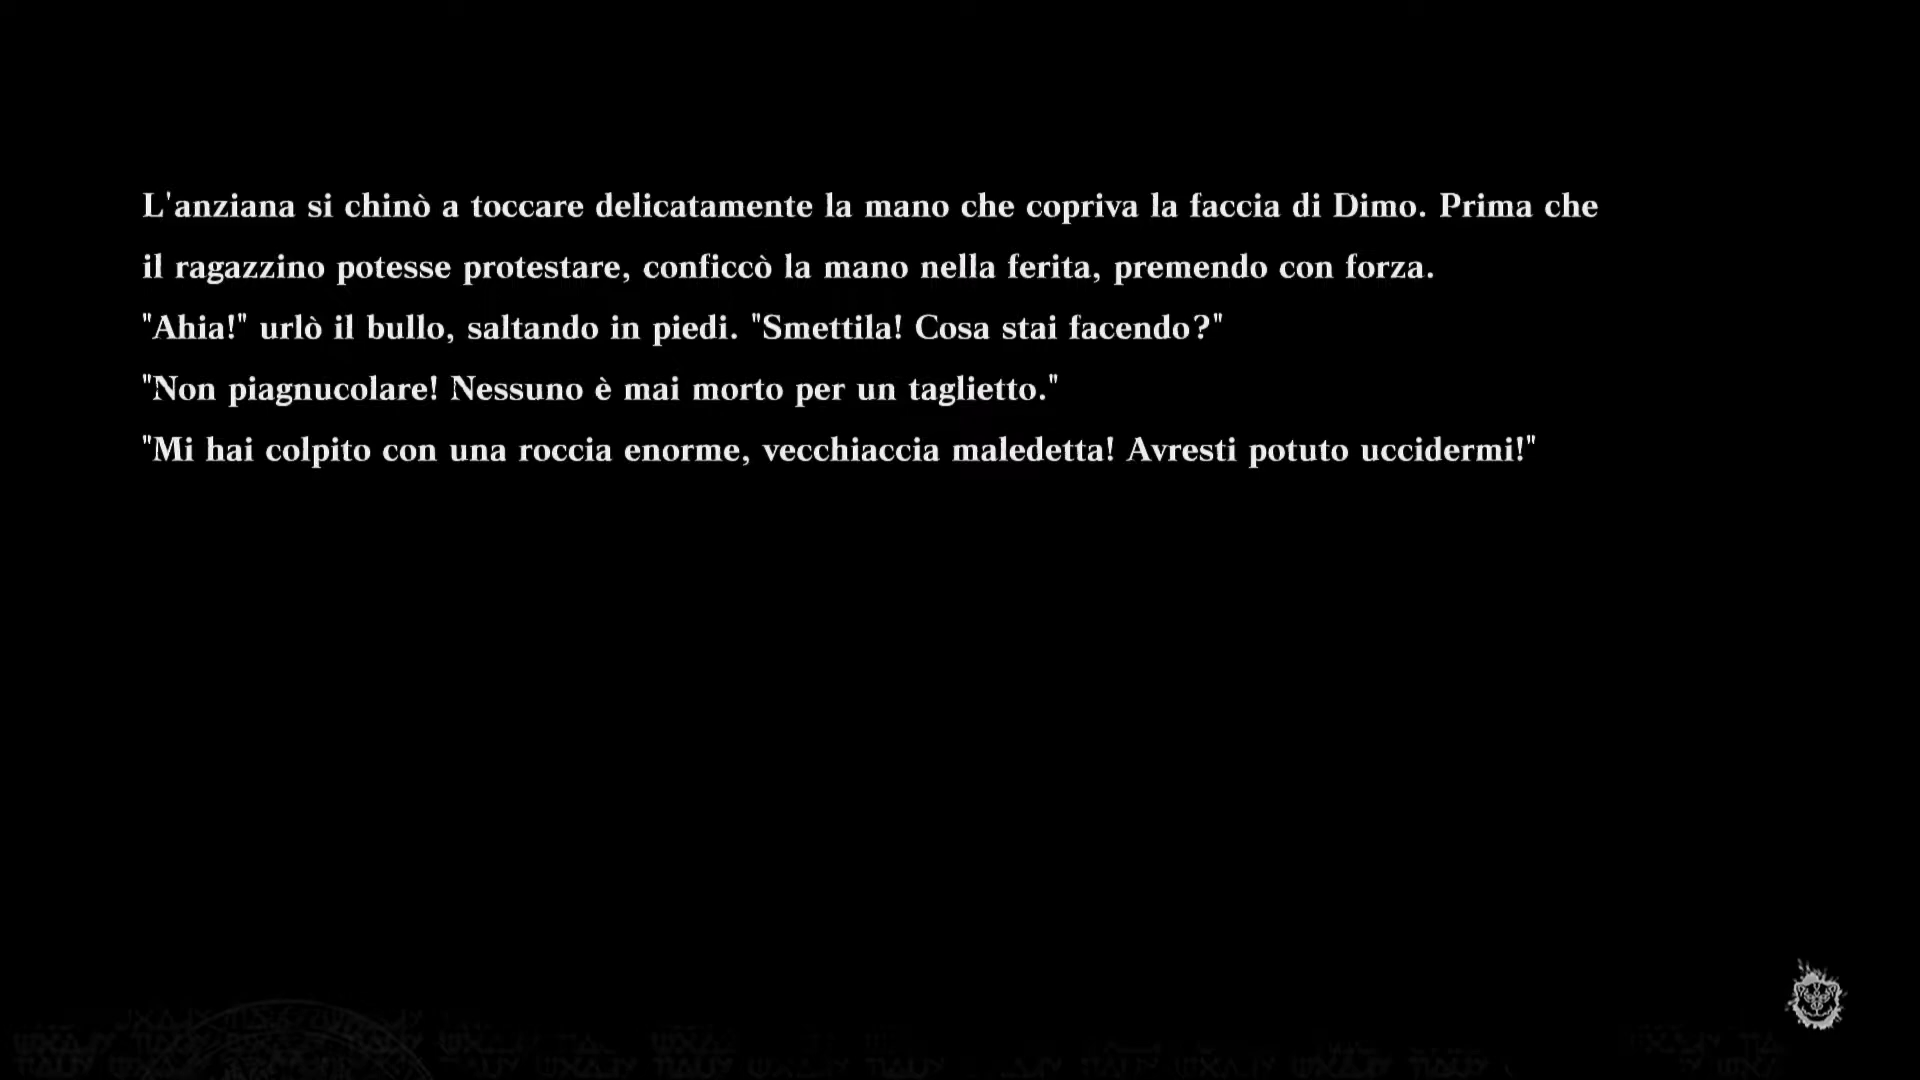 L'anziana si chinò a toccare delicatamente la mano che copriva la faccia di Dimo. Prima che
il ragazzino potesse protestare, conficcò la mano nella ferita, premendo con forza.
"Ahia!" urlò il bullo, saltando in piedi. "Smettila! Cosa stai facendo?"
"Non piagnucolare! Nessuno è mai morto per un taglietto."
"Mi hai colpito con una roccia enorme, vecchiaccia maledetta! Avresti potuto uccidermi!"